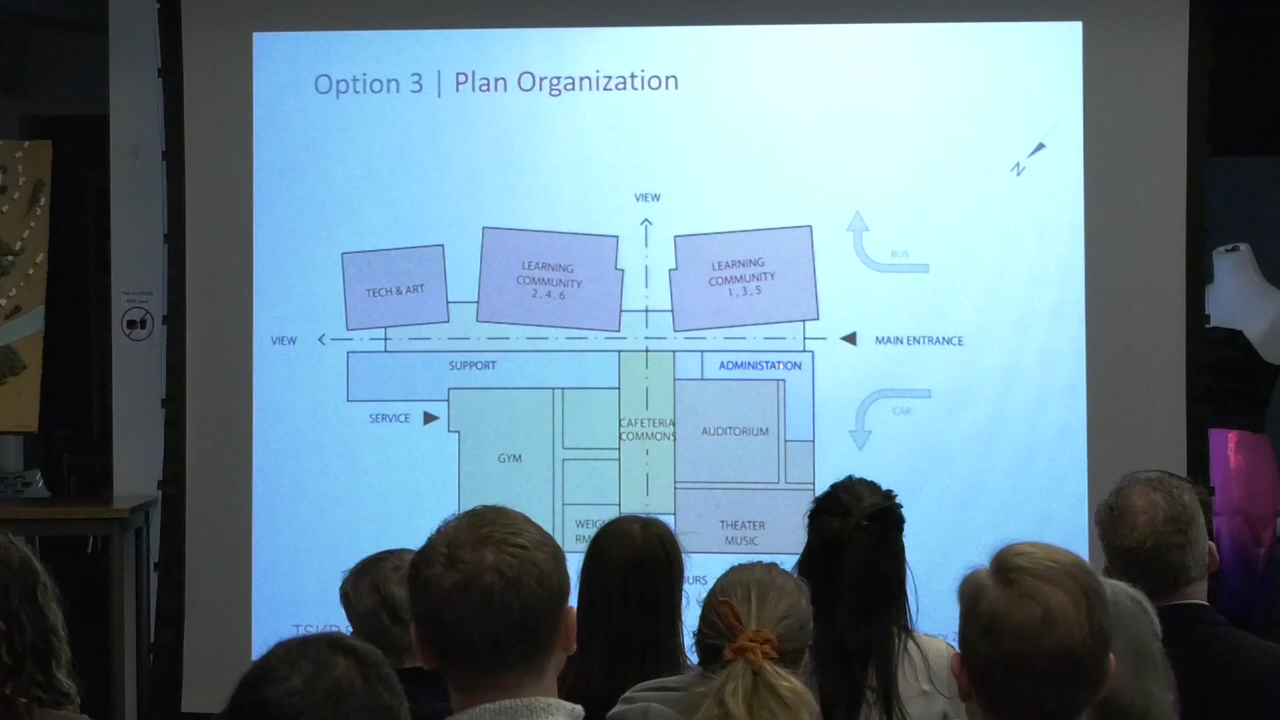 Option 3 | Plan Organization
N
VIEW
BUS
LEARNING
COMMUNITY
2, 4, 6
LEARNING
COMMUNITY
1, 3, 5
TECH & ART
VIEW
MAIN ENTRANCE
SUPPORT
ADMINISTATION
CAR
SERVICE
CAFETERIA
COMMONS
AUDITORIUM
GYM
THEATER
MUSIC